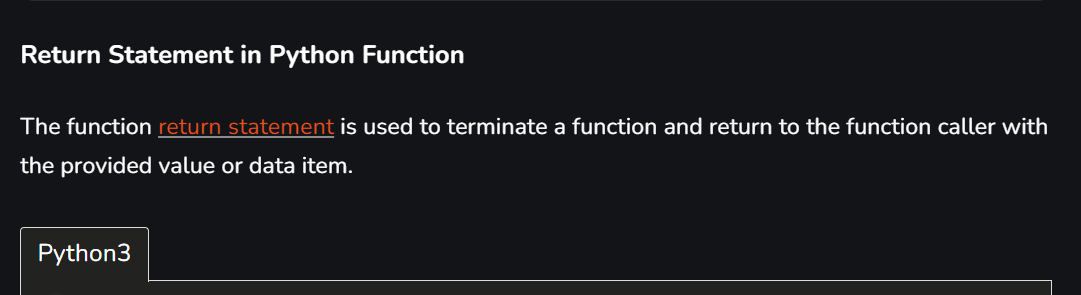 Return Statement in Python Function
The function return statement is used to terminate a function and return to the function caller with
the provided value or data item.
Python3